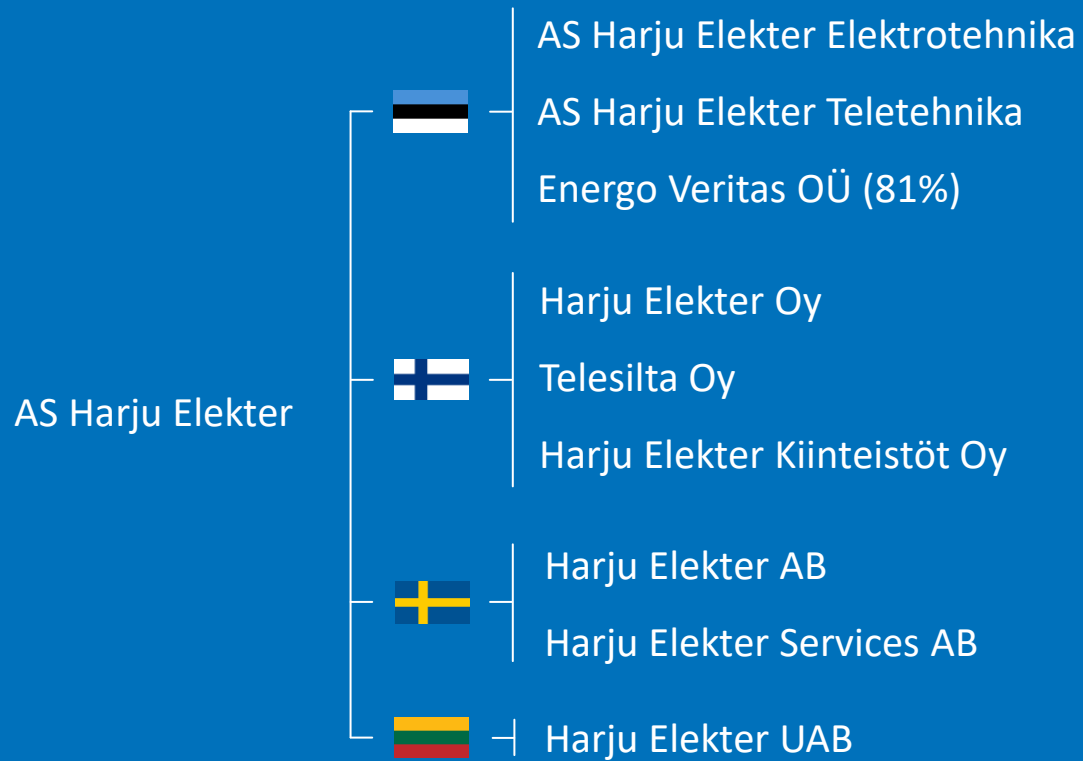 AS Harju Elekter
AS Harju Elekter Elektrotehnika
AS Harju Elekter Teletehnika
Energo Veritas OÜ (81%)
Harju Elekter Oy
Telesilta Oy
Harju Elekter Kiinteistöt Oy
Harju Elekter AB
Harju Elekter Services AB
Harju Elekter UAB